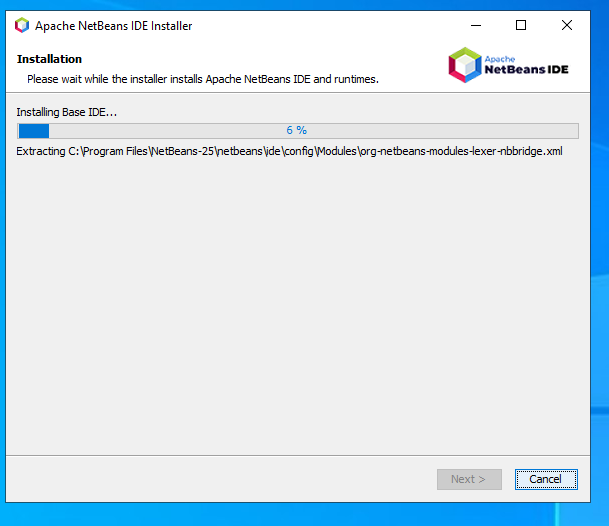 Apache NetBeans IDE Installer
Installation
Please wait while the installer installs Apache NetBeans IDE and runtimes.
Apache
NetBeans IDE
Installing Base IDE...
6 %
Extracting C:\Program Files\NetBeans-25\netbeans\ide\config\Modules\org-netbeans-modules-lexer-nbbridge.xml
Next >
Cancel